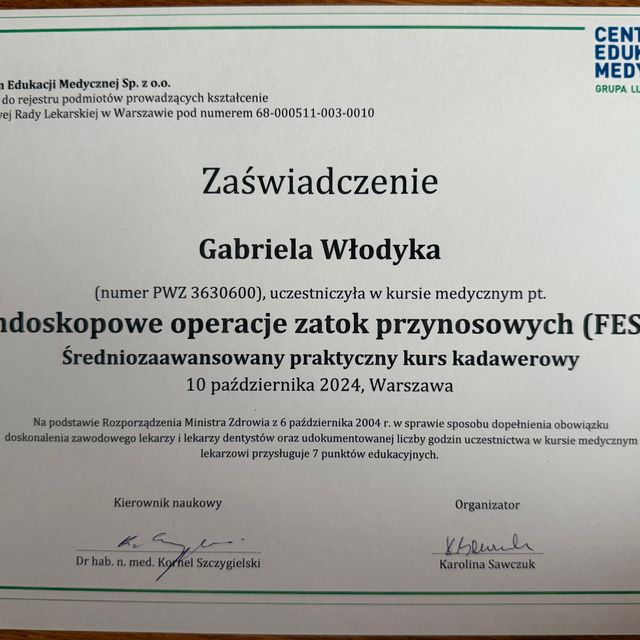 Edukacji Medycznej Sp. z o.o.
do rejestru podmiotów prowadzących kształcenie
Rady Lekarskiej w Warszawie pod numerem 68-000511-003-0010
Zaświadczenie
Gabriela Włodyka
(numer PWZ 3630600), uczestniczyła w kursie medycznym pt.
ndoskopowe operacje zatok przynosowych (FES
Średniozaawansowany praktyczny kurs kadawerowy
10 października 2024, Warszawa
Na podstawie Rozporządzenia Ministra Zdrowia z 6 października 2004 r. w sprawie sposobu dopełnienia obowiązku
doskonalenia zawodowego lekarzy i lekarzy dentystów oraz udokumentowanej liczby godzin uczestnictwa w kursie medycznym
lekarzowi przysługuje 7 punktów edukacyjnych.
Kierownik naukowy
Dr hab. n. med. Kornel Szczygielski
Organizator
Karolina Sawczuk
CENT
EDUK
MEDY
GRUPA LU